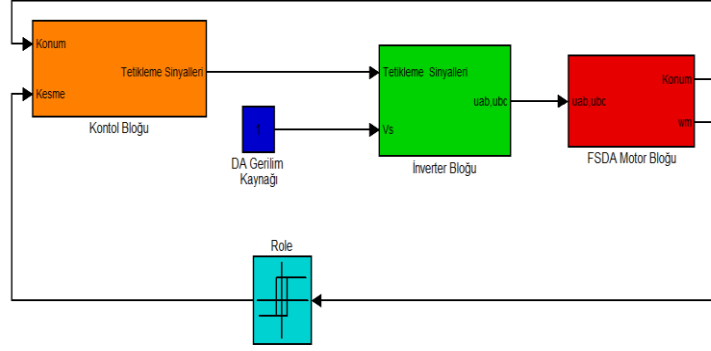 Konum
Kesme
Tetikleme Sinyalleri
Kontol Bloğu
1
DA Gerilim
Kaynağı
Tetikleme Sinyalleri
Vs
uab,ubc
İnverter Bloğu
uab,ubc
Konum
wm
FSDA Motor Bloğu
Role